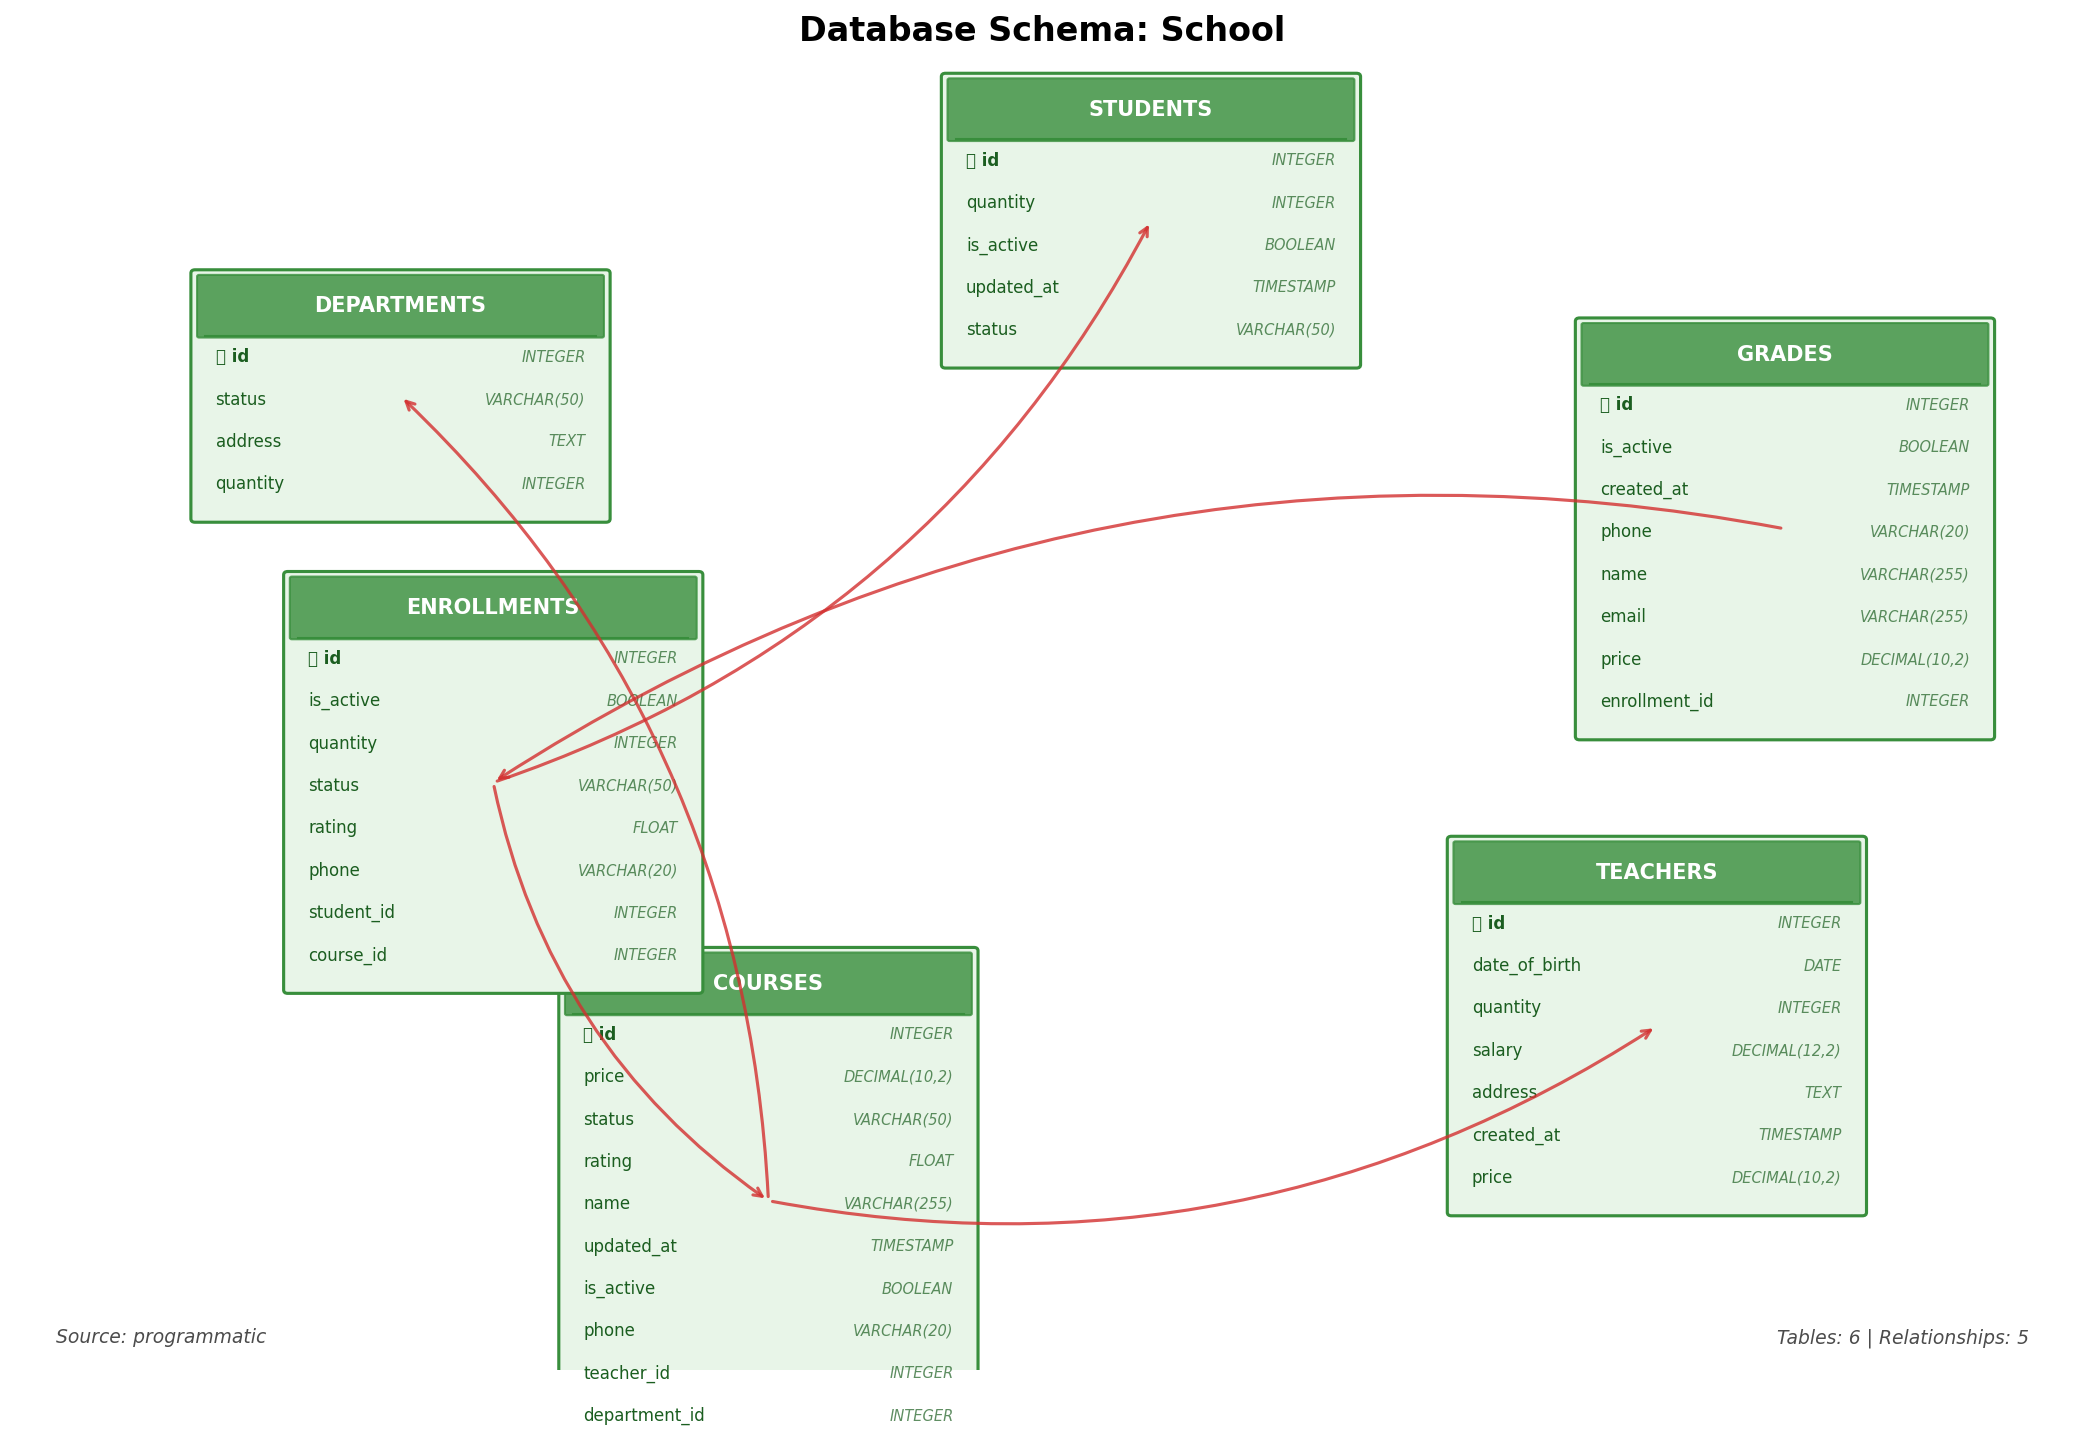 Database Schema: School
STUDENTS
id INTEGER
quantity INTEGER
is_active BOOLEAN
updated_at TIMESTAMP
status VARCHAR(50)
DEPARTMENTS
id INTEGER
status VARCHAR(50)
address TEXT
quantity INTEGER
GRADES
id INTEGER
is_active BOOLEAN
created_at TIMESTAMP
phone VARCHAR(20)
name VARCHAR(255)
email VARCHAR(255)
price DECIMAL(10,2)
enrollment_id INTEGER
ENROLLMENTS
id INTEGER
is_active BOOLEAN
quantity INTEGER
status VARCHAR(50)
rating FLOAT
phone VARCHAR(20)
student_id INTEGER
course_id INTEGER
TEACHERS
id INTEGER
date_of_birth DATE
quantity INTEGER
salary DECIMAL(12,2)
address TEXT
created_at TIMESTAMP
price DECIMAL(10,2)
COURSES
id INTEGER
price DECIMAL(10,2)
status VARCHAR(50)
rating FLOAT
name VARCHAR(255)
updated_at TIMESTAMP
is_active BOOLEAN
phone VARCHAR(20)
teacher_id INTEGER
department_id INTEGER
Source: programmatic
Tables: 6 | Relationships: 5